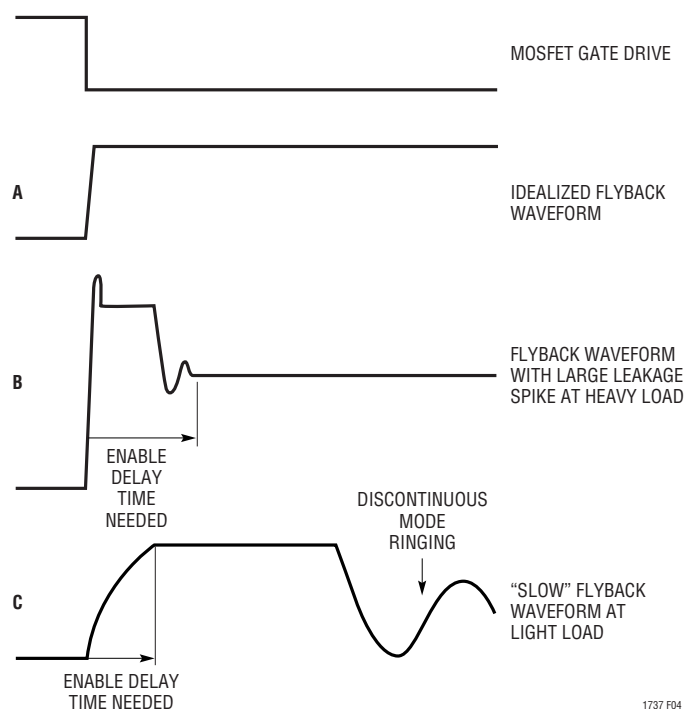 MOSFET GATE DRIVE
A
IDEALIZED FLYBACK
WAVEFORM
B
FLYBACK WAVEFORM
WITH LARGE LEAKAGE
SPIKE AT HEAVY LOAD
ENABLE
DELAY
TIME
NEEDED
DISCONTINUOUS
MODE
RINGING
C
“SLOW” FLYBACK
WAVEFORM AT
LIGHT LOAD
ENABLE DELAY
TIME NEEDED
1737 F04